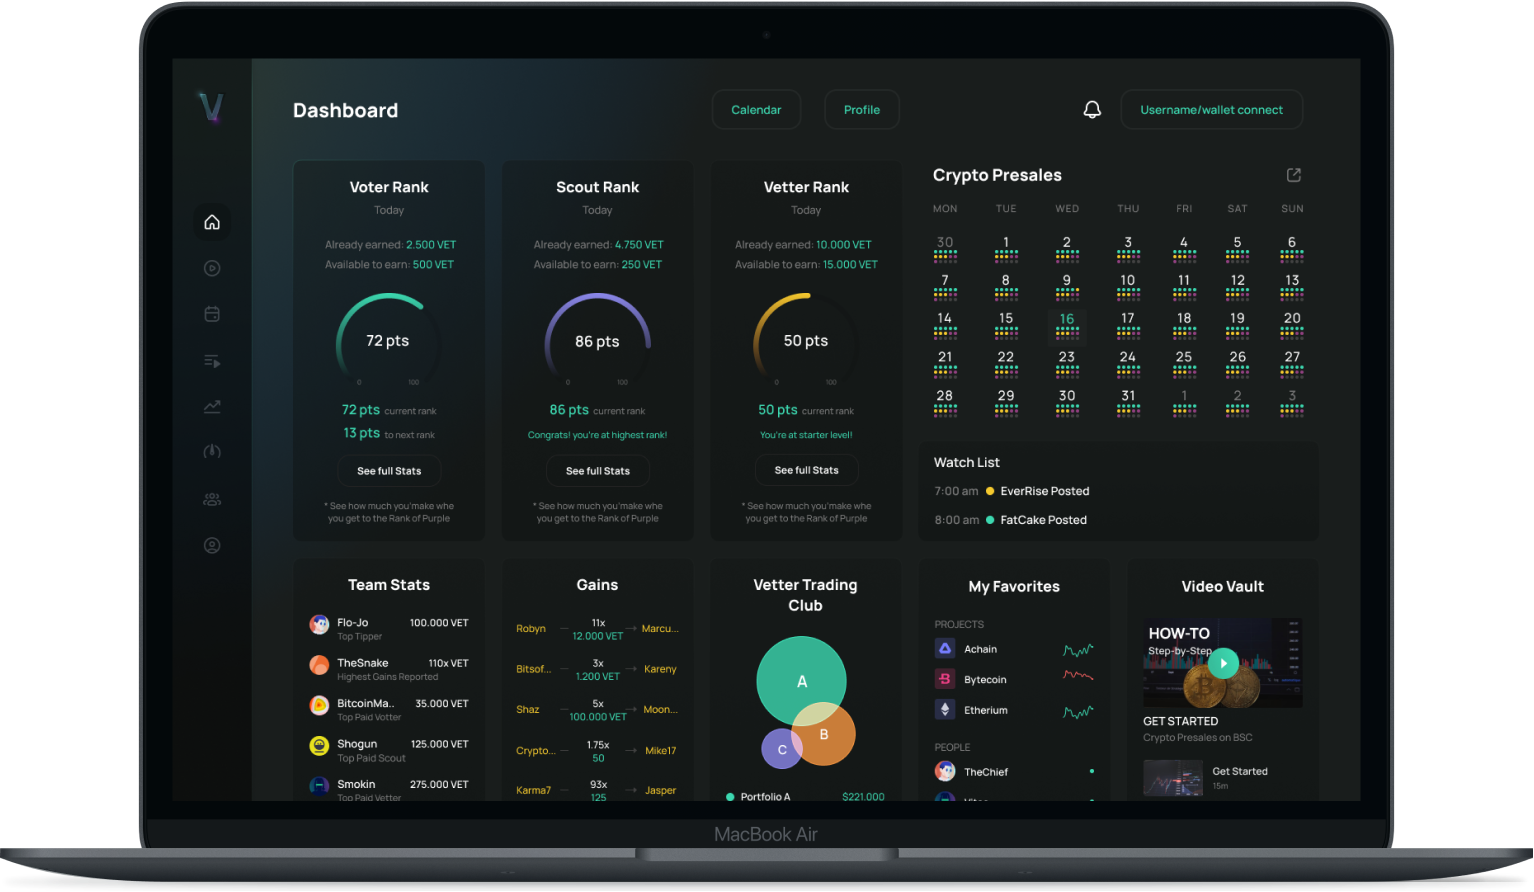 Dashboard
Calendar
Profile
Username/wallet connect
Voter Rank
Today
Already earned: 2.500 VET
Available to earn: 500 VET
72 pts
0 100
72 pts current rank
13 pts to next rank
See full Stats
* See how much you'make whe
you get to the Rank of Purple
Scout Rank
Today
Already earned: 4.750 VET
Available to earn: 250 VET
86 pts
0 100
86 pts current rank
Congrats! you're at highest rank!
See full Stats
* See how much you'make whe
you get to the Rank of Purple
Vetter Rank
Today
Already earned: 10.000 VET
Available to earn: 15.000 VET
50 pts
0 100
50 pts current rank
You're at starter level!
See full Stats
* See how much you'make whe
you get to the Rank of Purple
Crypto Presales
MON TUE WED THU FRI SAT SUN
30 1 2 3 4 5 6
7 8 9 10 11 12 13
14 15 16 17 18 19 20
21 22 23 24 25 26 27
28 29 30 31 1 2 3
Watch List
7:00 am EverRise Posted
8:00 am FatCake Posted
Team Stats
Flo-Jo 100.000 VET
Top Tipper
TheSnake 110x VET
Highest Gains Reported
BitcoinMa.. 35.000 VET
Top Paid Votter
Shogun 125.000 VET
Top Paid Scout
Smokin 275.000 VET
Top Paid Vetter
Gains
Robyn 11x Marcu...
12.000 VET
Bitsof... 3x Kareny
1.200 VET
Shaz 5x Moon...
100.000 VET
Crypto... 1.75x Mike17
50
Karma7 93x Jasper
125
Vetter Trading
Club
A
B
C
Portfolio A $221.000
My Favorites
PROJECTS
Achain
Bytecoin
Etherium
PEOPLE
TheChief
Video Vault
HOW-TO
Step-by-Step
GET STARTED
Crypto Presales on BSC
Get Started
15m
MacBook Air